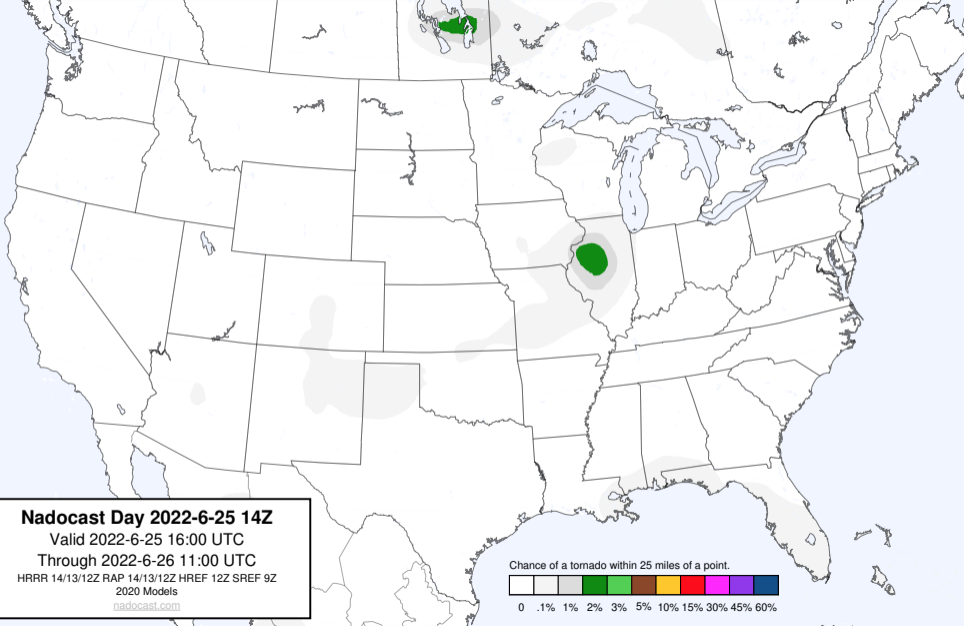 Nadocast Day 2022-6-25 14Z
Valid 2022-6-25 16:00 UTC
Through 2022-6-26 11:00 UTC
HRRR 14/13/12Z RAP 14/13/12Z HREF 12Z SREF 9Z
2020 Models
nadocast.com
Chance of a tornado within 25 miles of a point.
0 .1% 1% 2% 3% 5% 10% 15% 30% 45% 60%